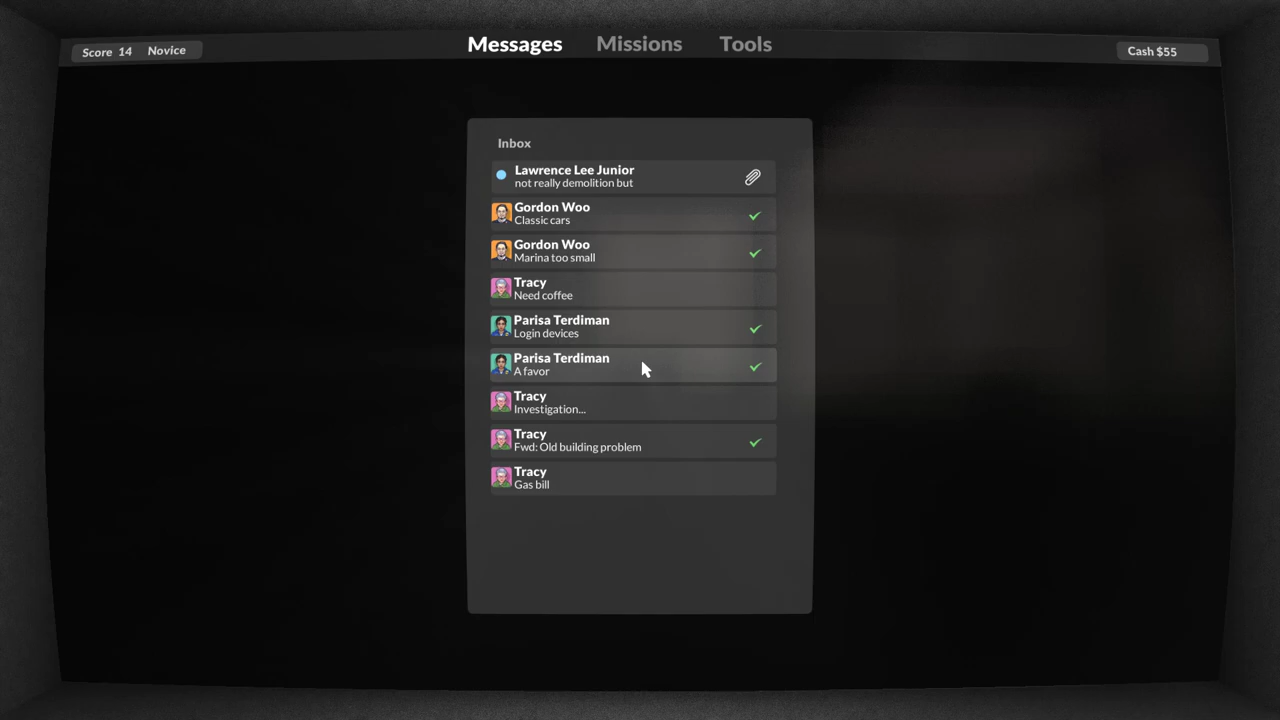 Score 14 Novice
Messages Missions Tools
Cash $55
Inbox
Lawrence Lee Junior
not really demolition but
Gordon Woo
Classic cars
Gordon Woo
Marina too small
Tracy
Need coffee
Parisa Terdiman
Login devices
Parisa Terdiman
A favor
Tracy
Investigation...
Tracy
Fwd: Old building problem
Tracy
Gas bill